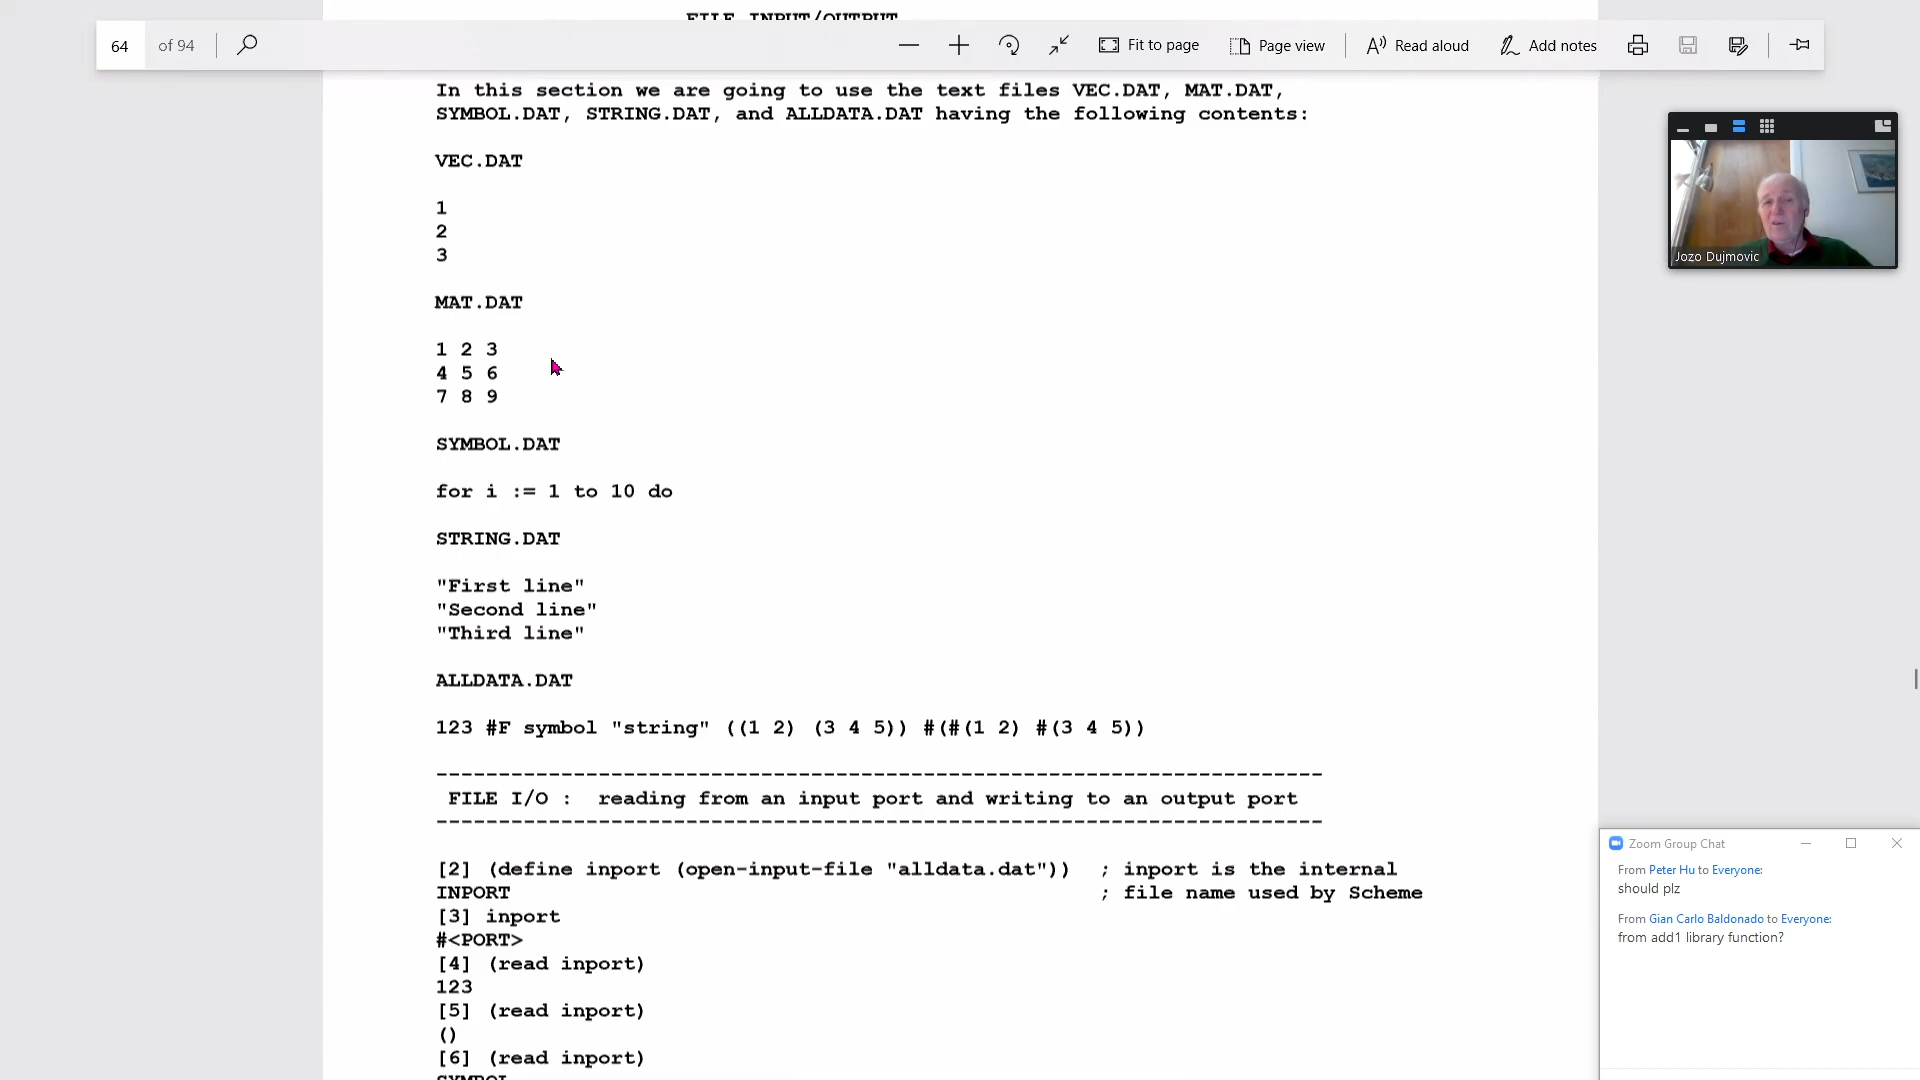 FILE INPUT/OUTPUT
64 of 94
Fit to page
Page view
Read aloud
Add notes
In this section we are going to use the text files VEC.DAT, MAT.DAT,
SYMBOL.DAT, STRING.DAT, and ALLDATA.DAT having the following contents:
VEC.DAT
1
2
3
MAT.DAT
1 2 3
4 5 6
7 8 9
SYMBOL.DAT
for i := 1 to 10 do
STRING.DAT
"First line"
"Second line"
"Third line"
ALLDATA.DAT
123 #F symbol "string" ((1 2) (3 4 5)) #(#(1 2) #(3 4 5))
-----------------------------------------------------------------------
FILE I/O : reading from an input port and writing to an output port
-----------------------------------------------------------------------
[2] (define inport (open-input-file "alldata.dat")) ; inport is the internal
INPORT ; file name used by Scheme
[3] inport
#<PORT>
[4] (read inport)
123
[5] (read inport)
()
[6] (read inport)
SYMBOL
Jozo Dujmovic
Zoom Group Chat
From Peter Hu to Everyone:
should plz
From Gian Carlo Baldonado to Everyone:
from add1 library function?